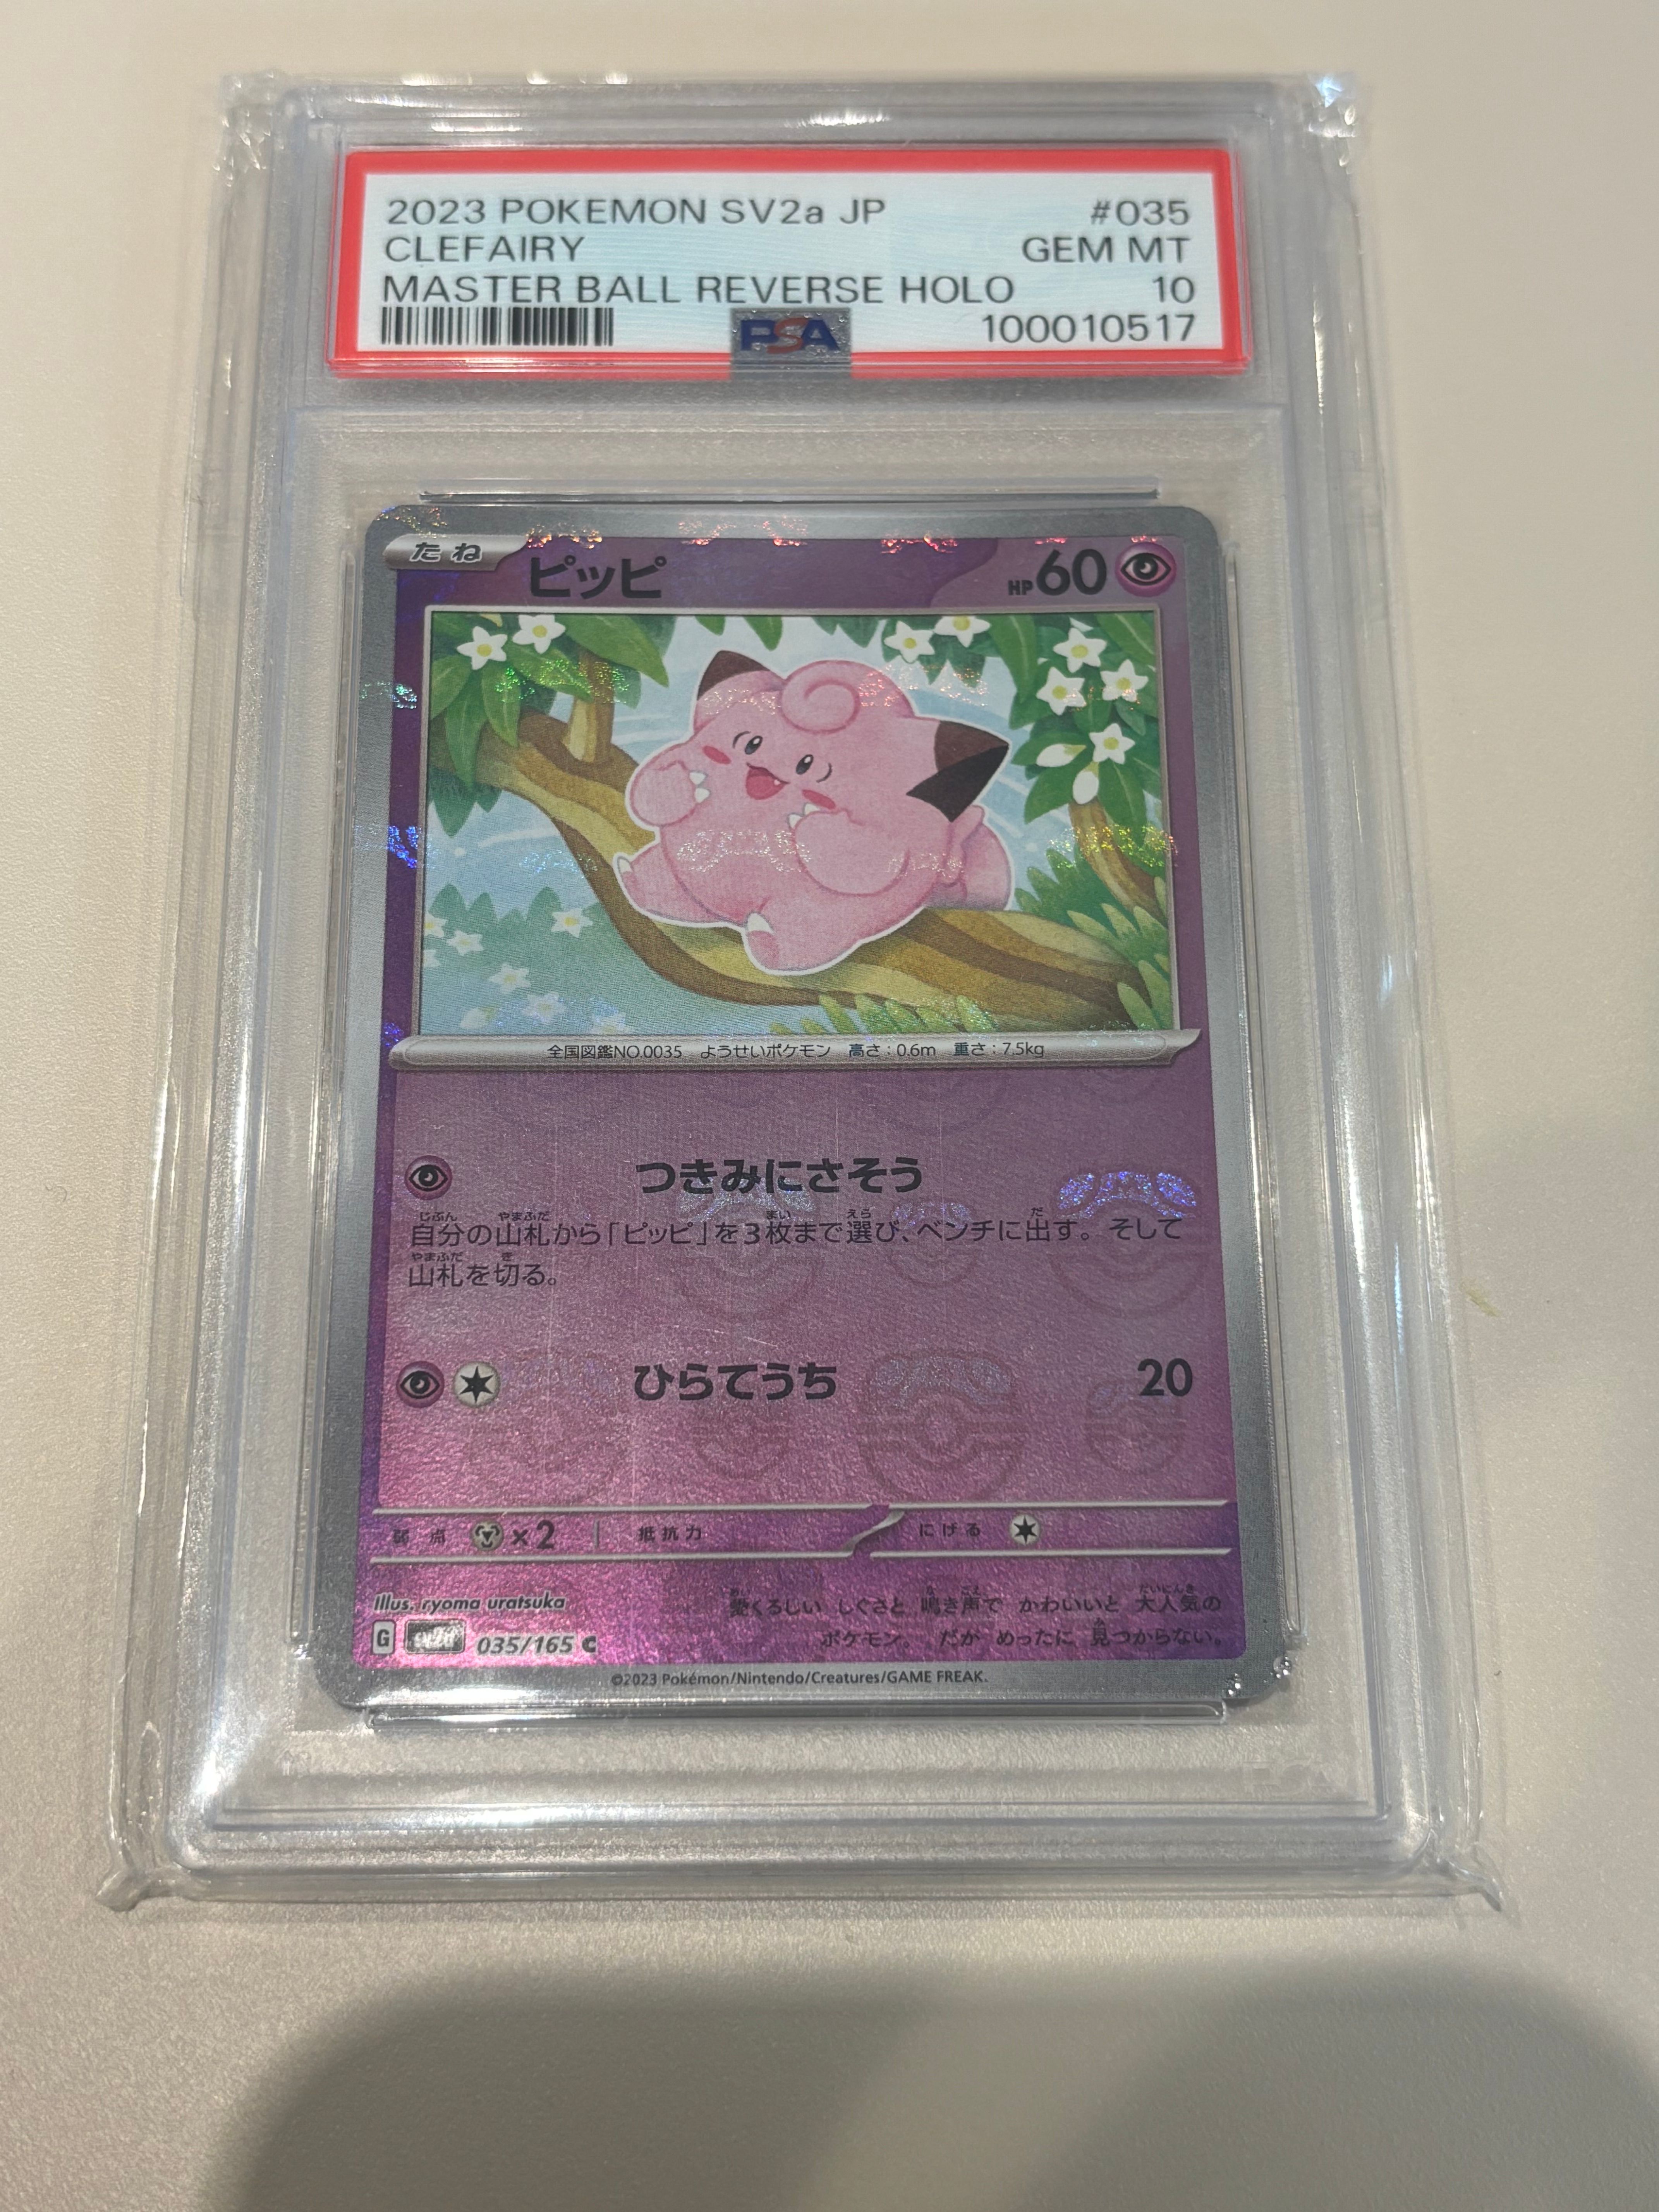 2023 POKEMON SV2a JP #035
CLEFAIRY GEM MT
MASTER BALL REVERSE HOLO 10
PSA 100010517
たね ピッピ HP60
全国図鑑NO.0035 ようせいポケモン 高さ:0.6m 重さ:7.5kg
つきみにさそう
自分の山札から「ピッピ」を3枚まで選び、ベンチに出す。そして
山札を切る。
ひらてうち 20
弱点 ×2 抵抗力 にげる
Illus. ryoma uratsuka
愛くるしい しぐさと 鳴き声で かわいいと 大人気の
ポケモン。 だが めったに 見つからない。
G sv2a 035/165 C
©2023 Pokémon/Nintendo/Creatures/GAME FREAK.